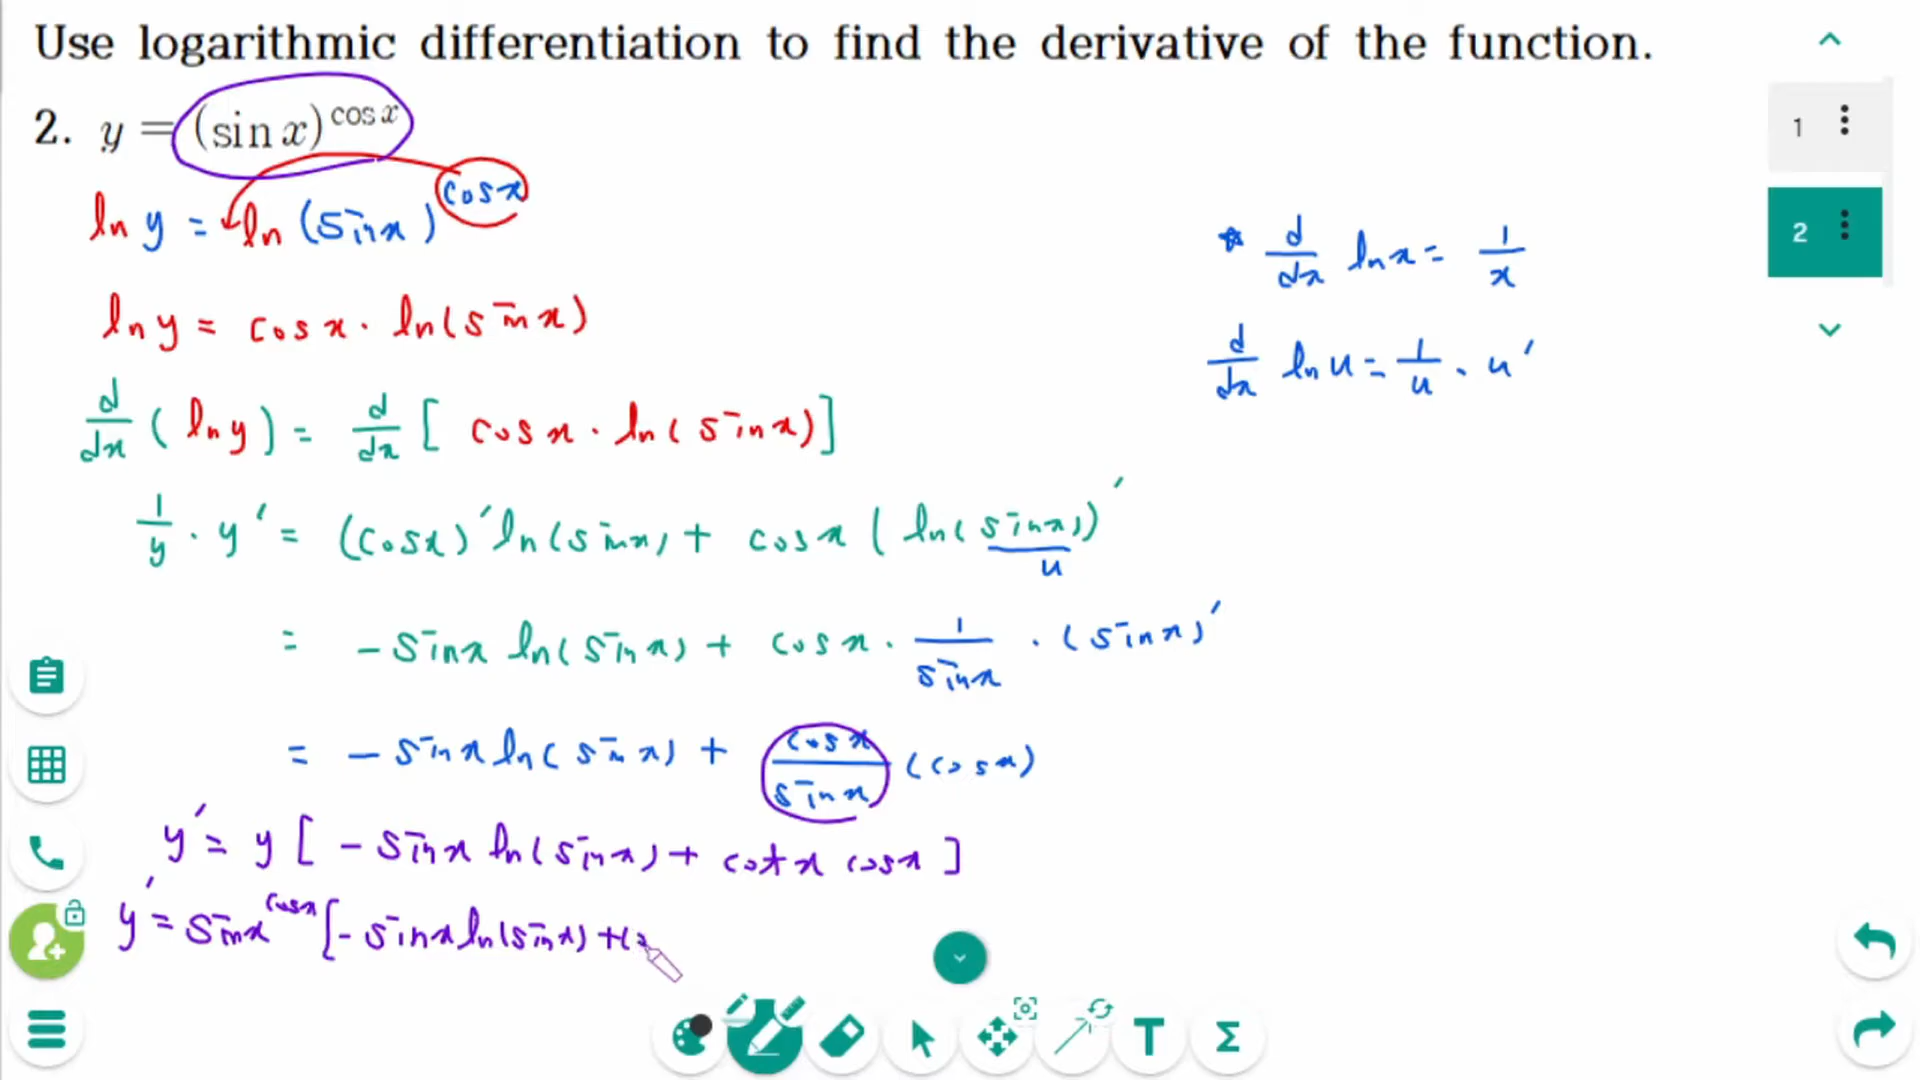 Use logarithmic differentiation to find the derivative of the function.
2. y = (sin x)^cos x
ln y = ln (sin x)^cos x
ln y = cos x · ln(sin x)
d/dx (ln y) = d/dx [ cos x · ln(sin x)]
1/y · y' = (cos x)' ln(sin x) + cos x (ln(sin x))'
u
= - sin x ln(sin x) + cos x · 1/sin x · (sin x)'
= - sin x ln(sin x) + cos x/sin x (cos x)
y' = y [ - sin x ln(sin x) + cot x cos x ]
y' = sin x^cos x [- sin x ln(sin x) + c
* d/dx ln x = 1/x
d/dx ln u = 1/u · u'
1
2
T
Σ